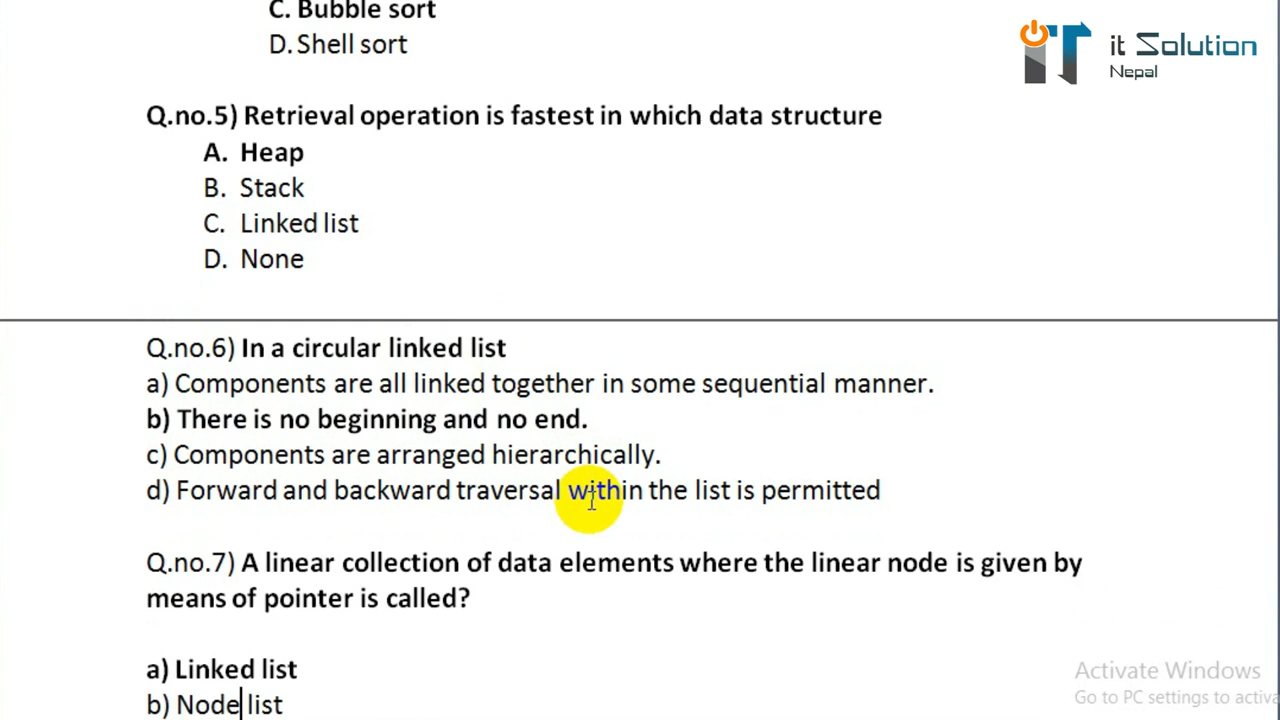 C. Bubble sort
D. Shell sort
it Solution
Nepal
Q.no.5) Retrieval operation is fastest in which data structure
A. Heap
B. Stack
C. Linked list
D. None
Q.no.6) In a circular linked list
a) Components are all linked together in some sequential manner.
b) There is no beginning and no end.
c) Components are arranged hierarchically.
d) Forward and backward traversal within the list is permitted
Q.no.7) A linear collection of data elements where the linear node is given by
means of pointer is called?
a) Linked list
b) Node list
Activate Windows
Go to PC settings to activa